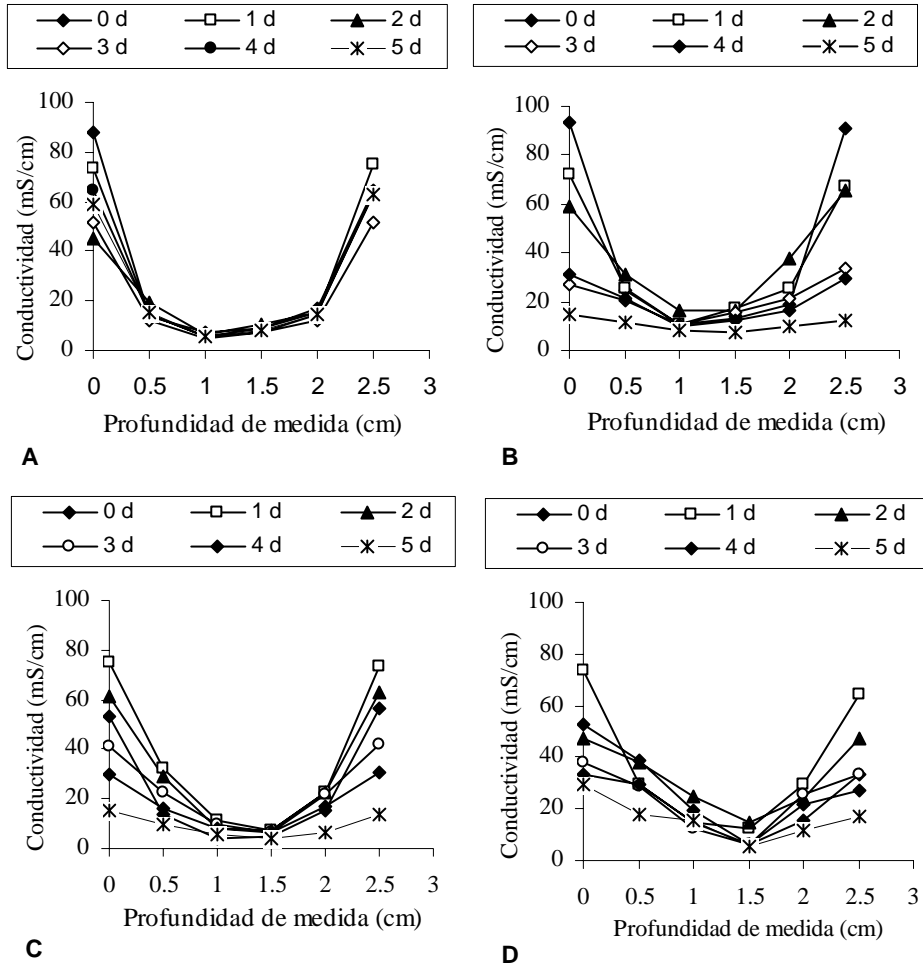 0 d 1 d 2 d
3 d 4 d 5 d
Conductividad (mS/cm)
100
80
60
40
20
0
0 0.5 1 1.5 2 2.5 3
Profundidad de medida (cm)
A
0 d 1 d 2 d
3 d 4 d 5 d
Conductividad (mS/cm)
100
80
60
40
20
0
0 0.5 1 1.5 2 2.5 3
Profundidad de medida (cm)
B
0 d 1 d 2 d
3 d 4 d 5 d
Conductividad (mS/cm)
100
80
60
40
20
0
0 0.5 1 1.5 2 2.5 3
Profundidad de medida (cm)
C
0 d 1 d 2 d
3 d 4 d 5 d
Conductividad (mS/cm)
100
80
60
40
20
0
0 0.5 1 1.5 2 2.5 3
Profundidad de medida (cm)
D